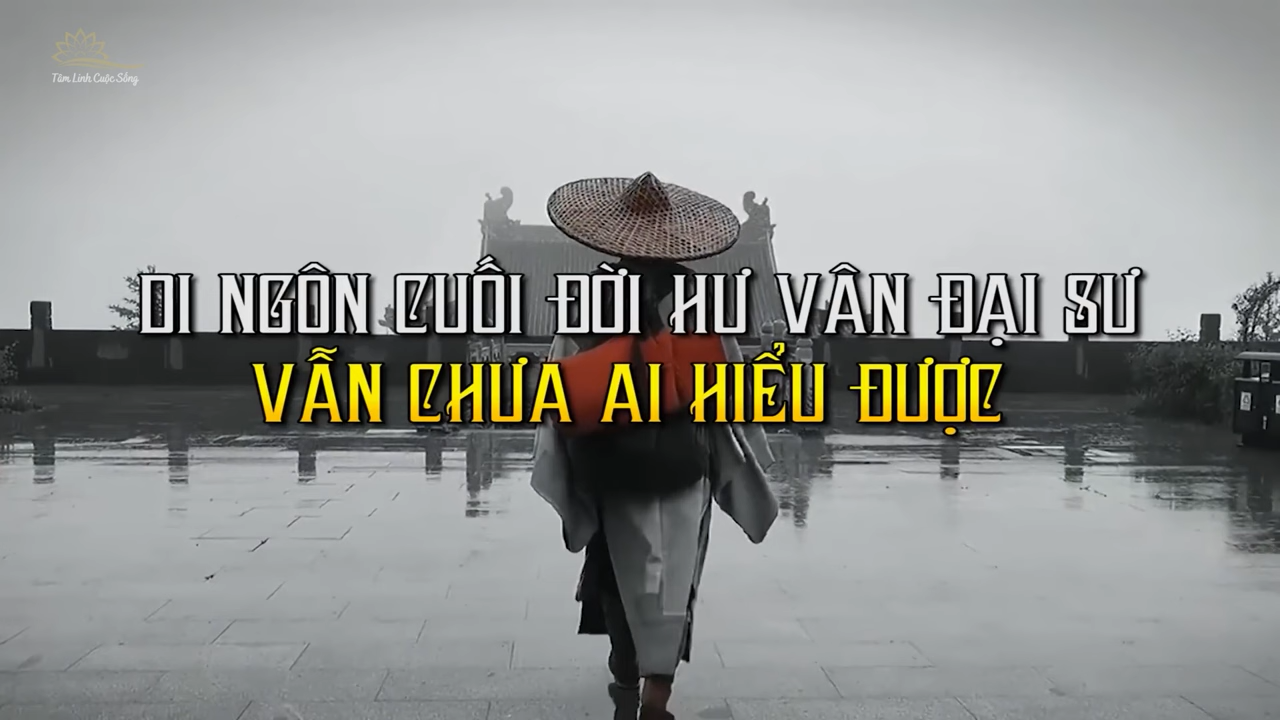 Tâm Linh Cuộc Sống
DI NGÔN CUỐI ĐỜI HƯ VÂN ĐẠI SƯ
VẪN CHƯA AI HIỂU ĐƯỢC